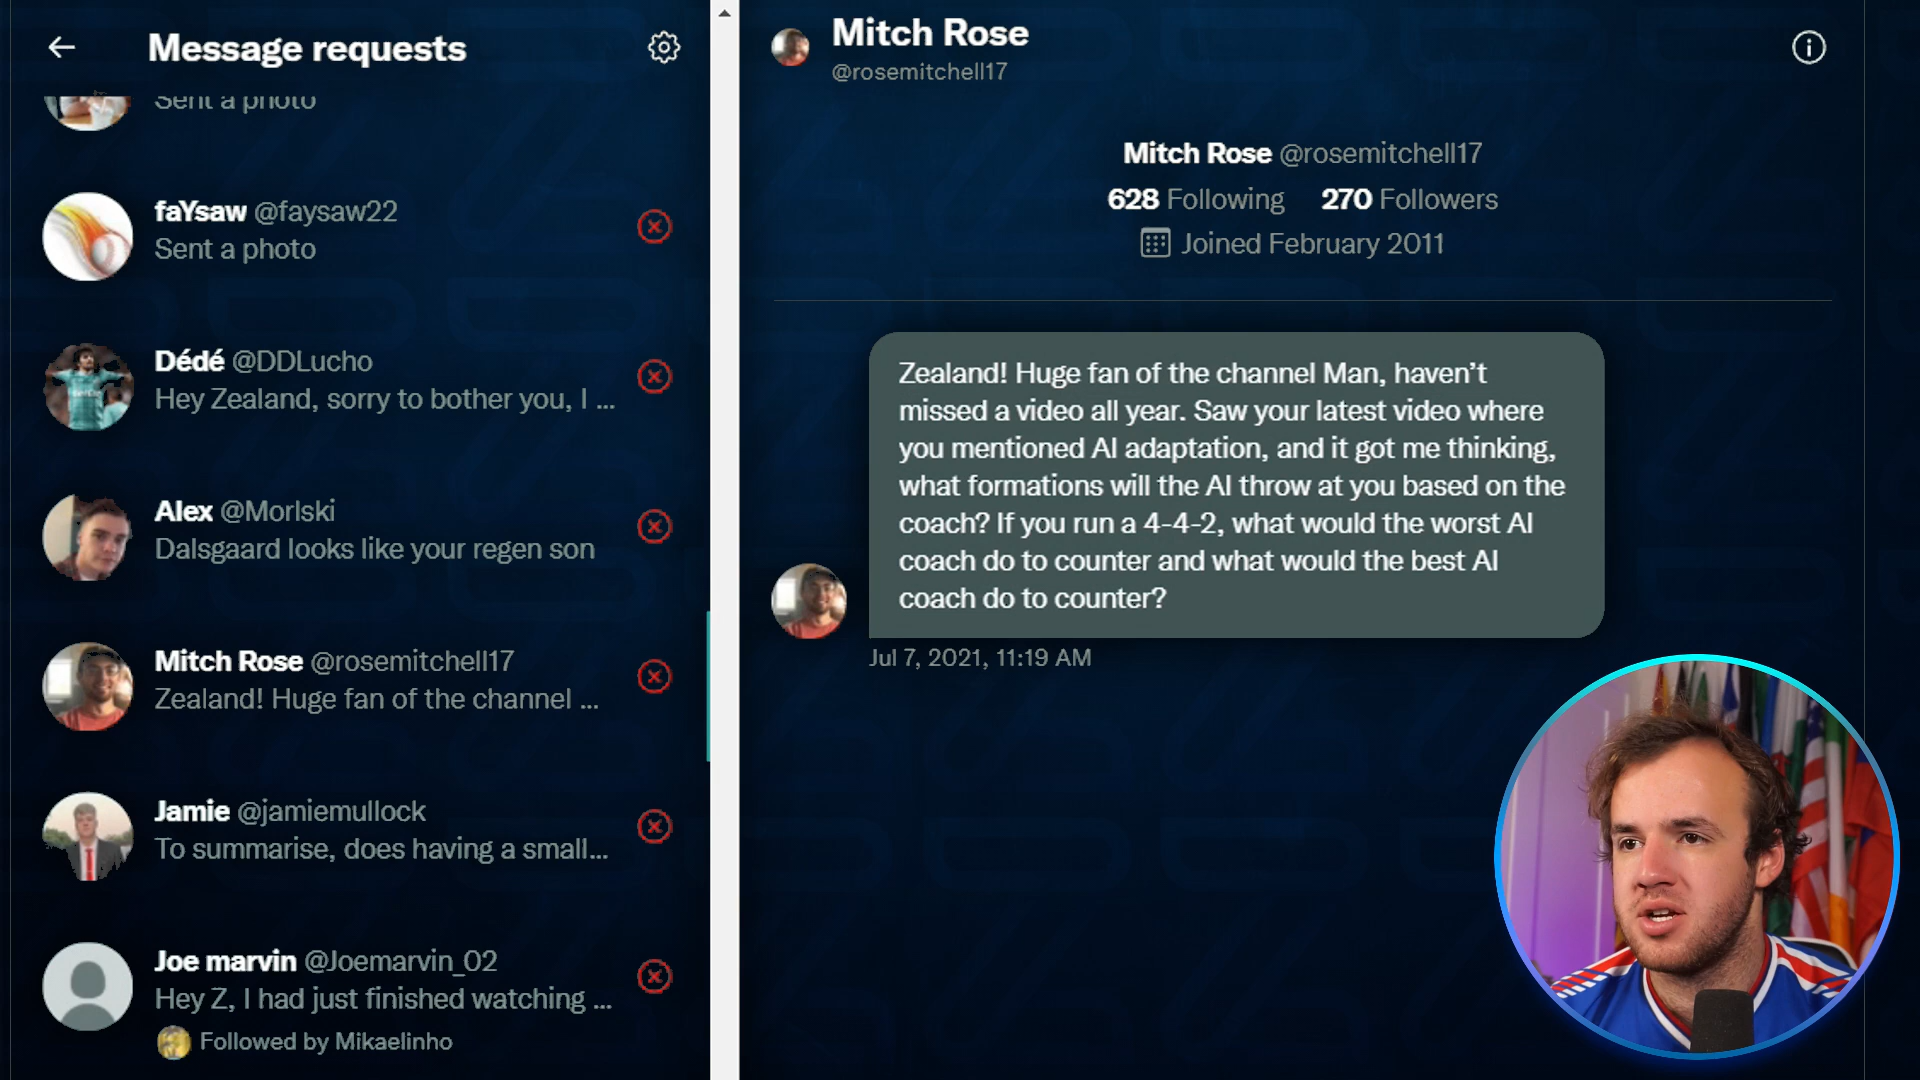 Message requests
Sent a photo
faYsaw @faysaw22
Sent a photo
Dédé @DDLucho
Hey Zealand, sorry to bother you, I ...
Alex @Morlski
Dalsgaard looks like your regen son
Mitch Rose @rosemitchell17
Zealand! Huge fan of the channel ...
Jamie @jamiemullock
To summarise, does having a small...
Joe marvin @Joemarvin_02
Hey Z, I had just finished watching ...
Followed by Mikaelinho
Mitch Rose
@rosemitchell17
Mitch Rose @rosemitchell17
628 Following 270 Followers
Joined February 2011
Zealand! Huge fan of the channel Man, haven't
missed a video all year. Saw your latest video where
you mentioned AI adaptation, and it got me thinking,
what formations will the AI throw at you based on the
coach? If you run a 4-4-2, what would the worst AI
coach do to counter and what would the best AI
coach do to counter?
Jul 7, 2021, 11:19 AM